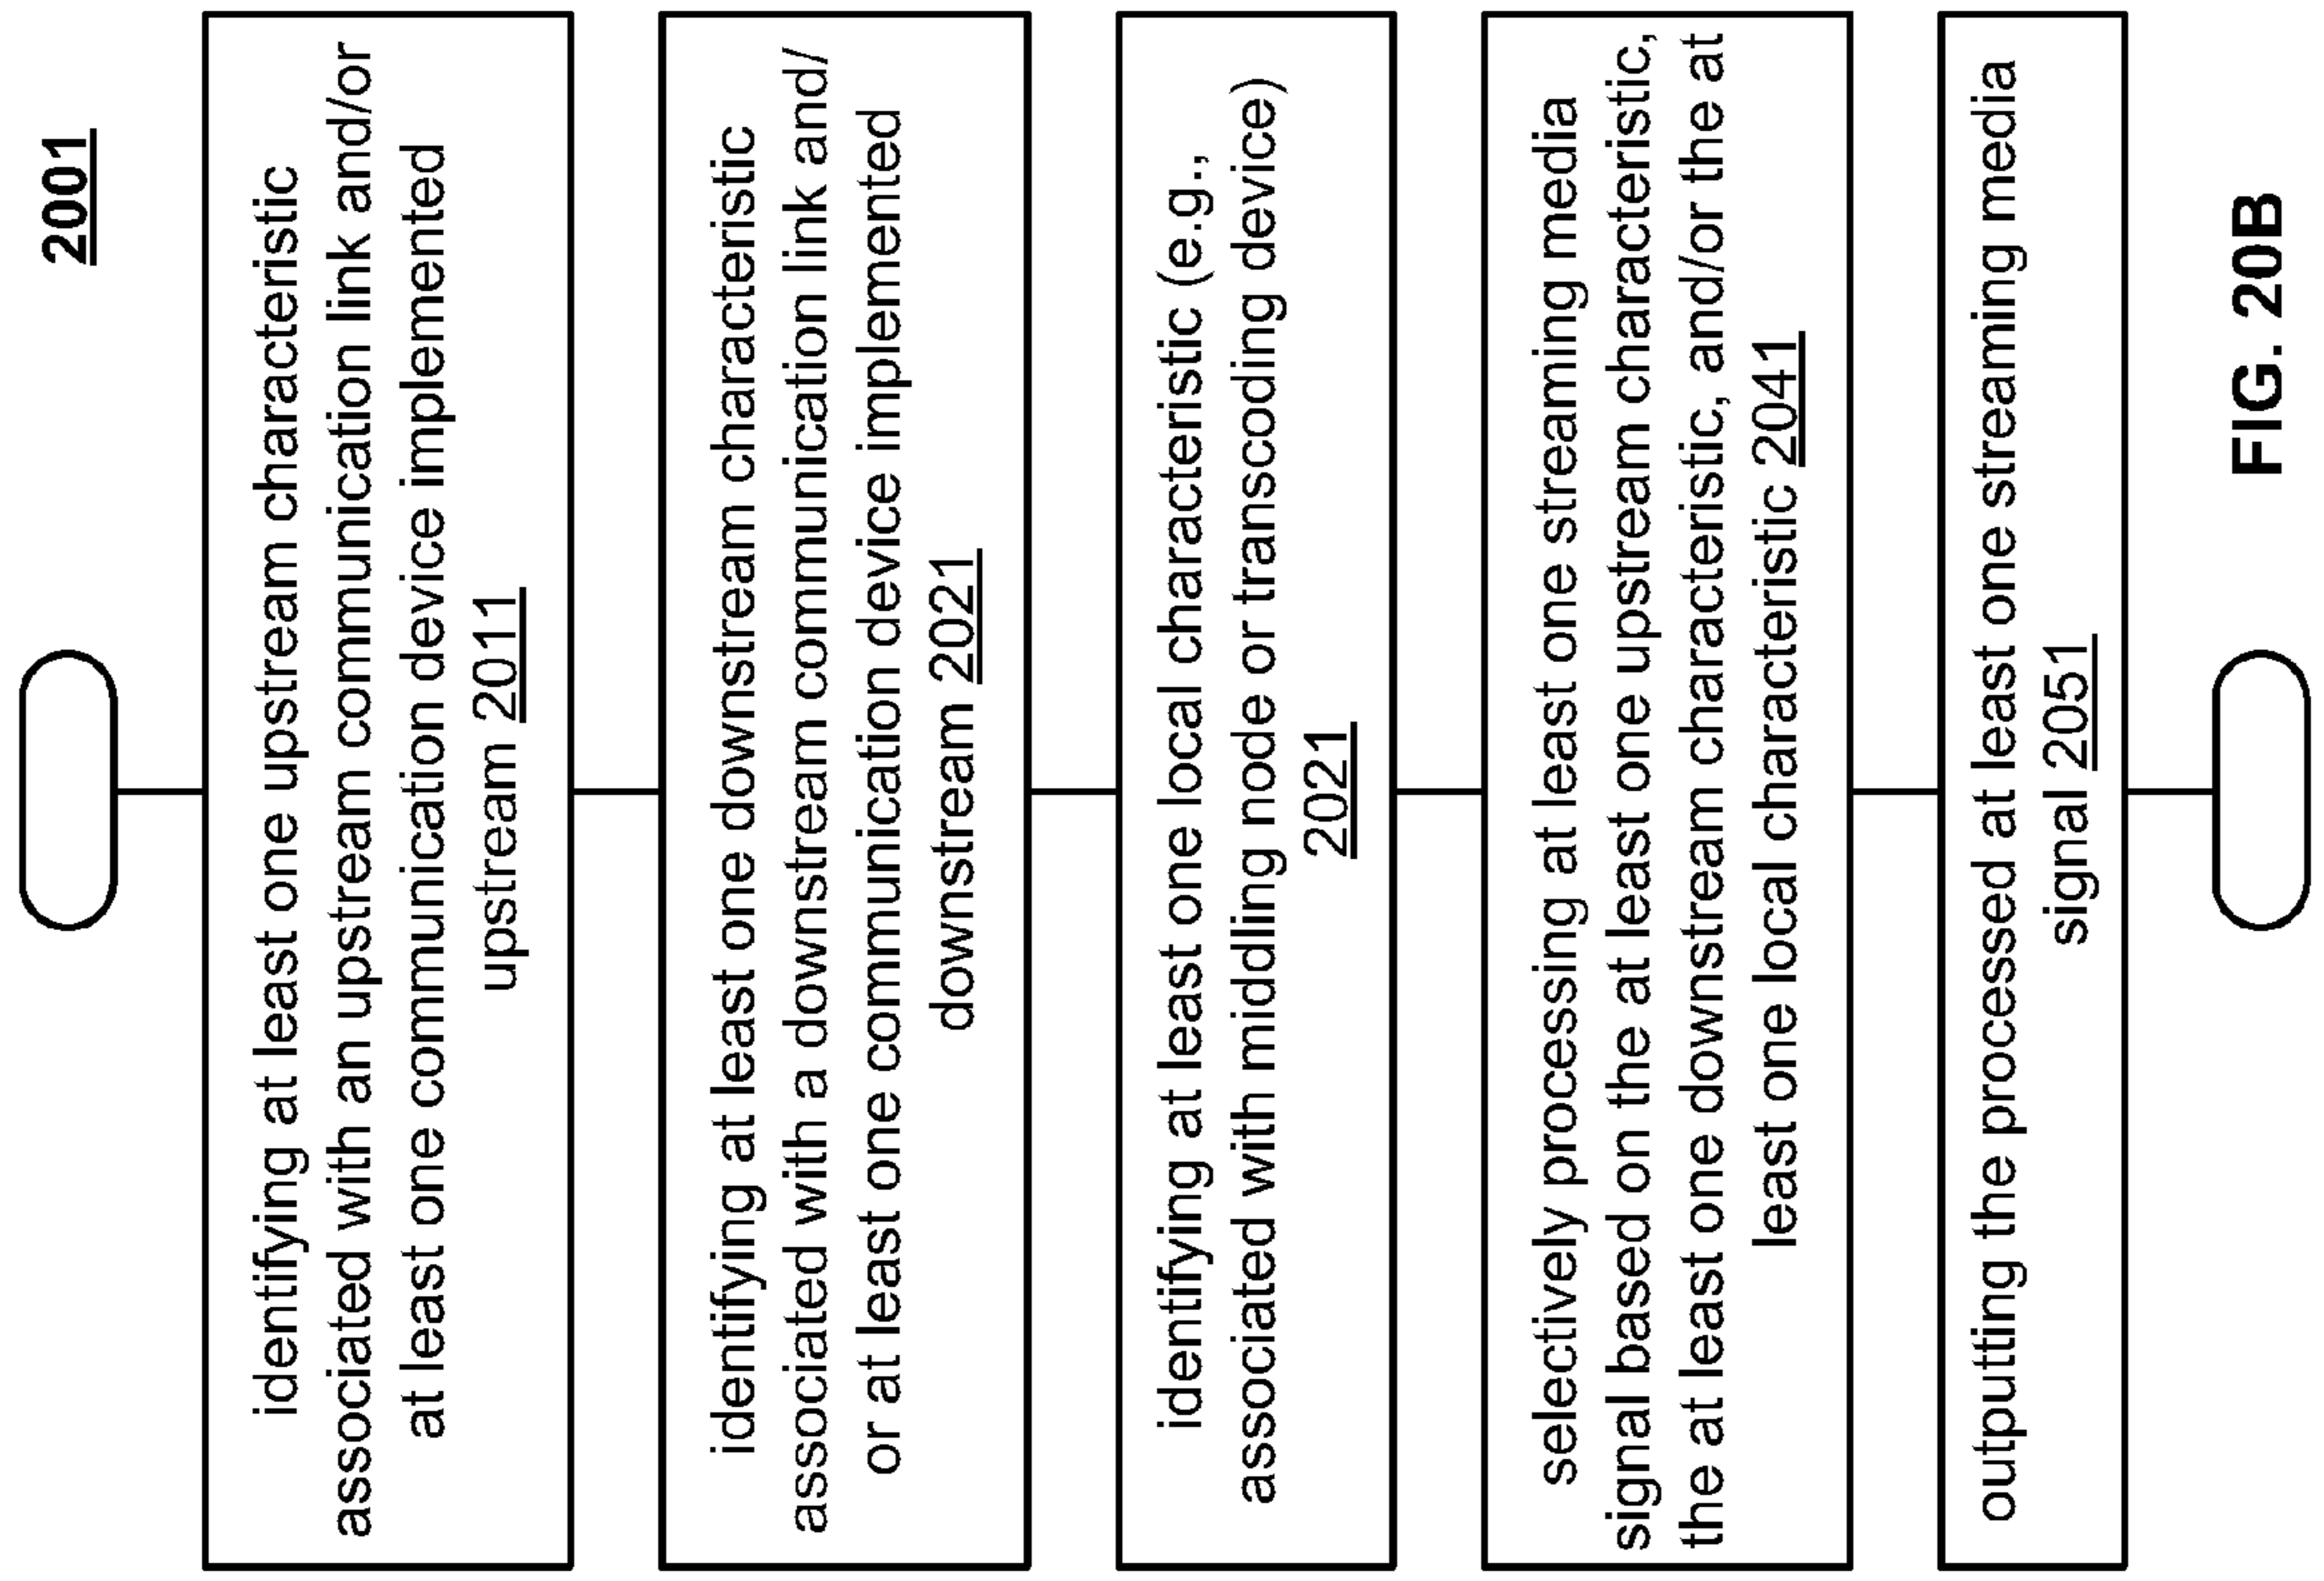 2001
identifying at least one upstream characteristic
associated with an upstream communication link and/or
at least one communication device implemented
upstream 2011
identifying at least one downstream characteristic
associated with a downstream communication link and/
or at least one communication device implemented
downstream 2021
identifying at least one local characteristic (e.g.,
associated with middling node or transcoding device)
2021
selectively processing at least one streaming media
signal based on the at least one upstream characteristic,
the at least one downstream characteristic, and/or the at
least one local characteristic 2041
outputting the processed at least one streaming media
signal 2051
FIG. 20B